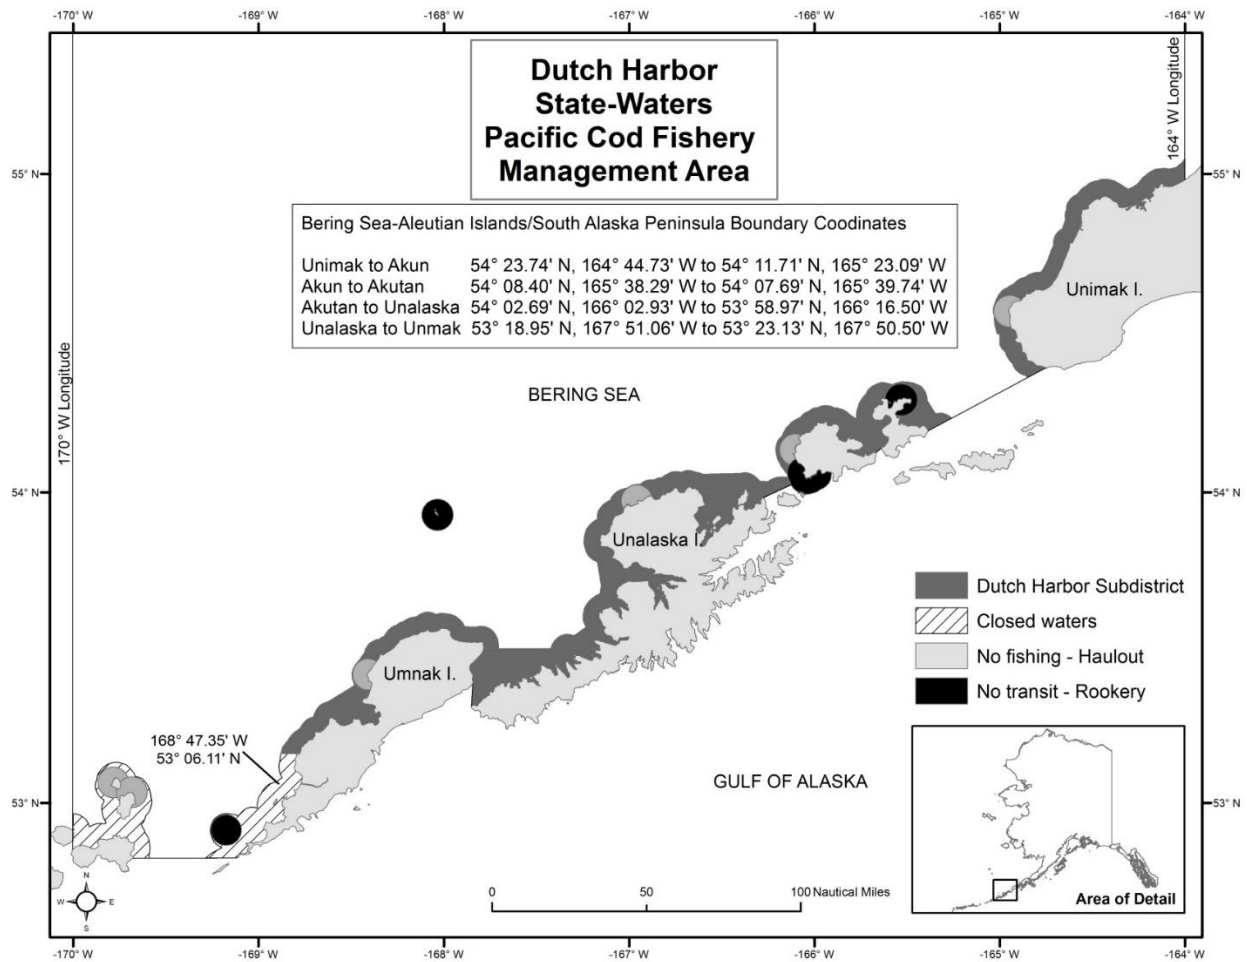 -170° W
-169° W
-168° W
-167° W
-166° W
-165° W
-164° W
Dutch Harbor
State-Waters
Pacific Cod Fishery
Management Area
164° W Longitude
55° N
55° N
Bering Sea-Aleutian Islands/South Alaska Peninsula Boundary Coodinates
Unimak to Akun 54° 23.74' N, 164° 44.73' W to 54° 11.71' N, 165° 23.09' W
Akun to Akutan 54° 08.40' N, 165° 38.29' W to 54° 07.69' N, 165° 39.74' W
Akutan to Unalaska 54° 02.69' N, 166° 02.93' W to 53° 58.97' N, 166° 16.50' W
Unalaska to Unmak 53° 18.95' N, 167° 51.06' W to 53° 23.13' N, 167° 50.50' W
Unimak I.
170° W Longitude
BERING SEA
54° N
54° N
Unalaska I.
Dutch Harbor Subdistrict
Closed waters
No fishing - Haulout
No transit - Rookery
Umnak I.
168° 47.35' W
53° 06.11' N
GULF OF ALASKA
53° N
53° N
N
W E
S
0 50 100 Nautical Miles
Area of Detail
-170° W
-169° W
-168° W
-167° W
-166° W
-165° W
-164° W